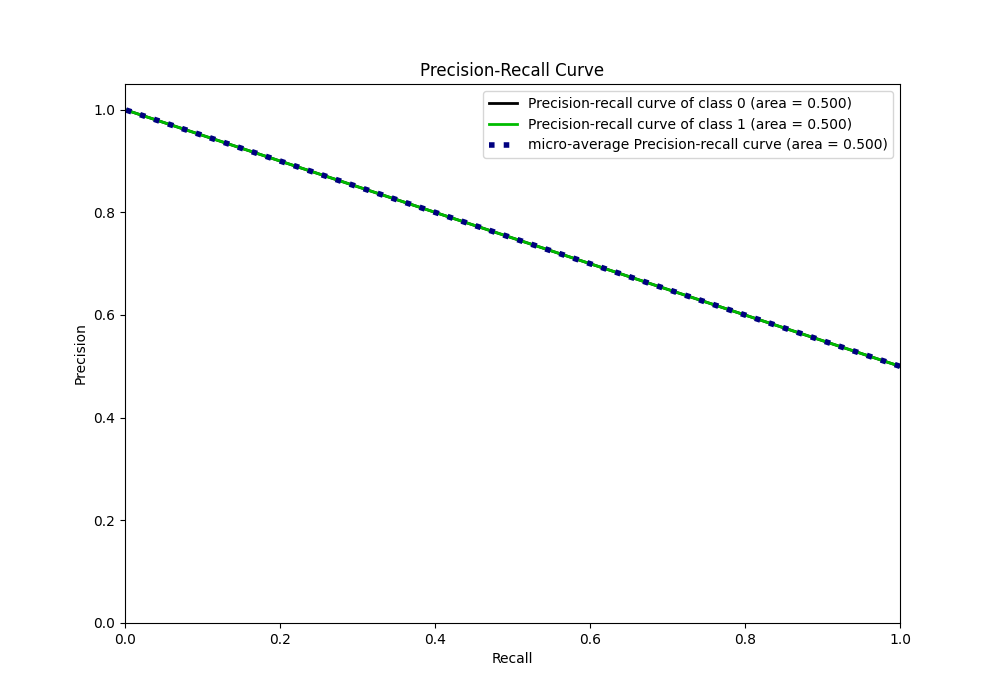 Precision-Recall Curve
Precision-recall curve of class 0 (area = 0.500)
Precision-recall curve of class 1 (area = 0.500)
micro-average Precision-recall curve (area = 0.500)
Precision
1.0
0.8
0.6
0.4
0.2
0.0
0.0 0.2 0.4 0.6 0.8 1.0
Recall